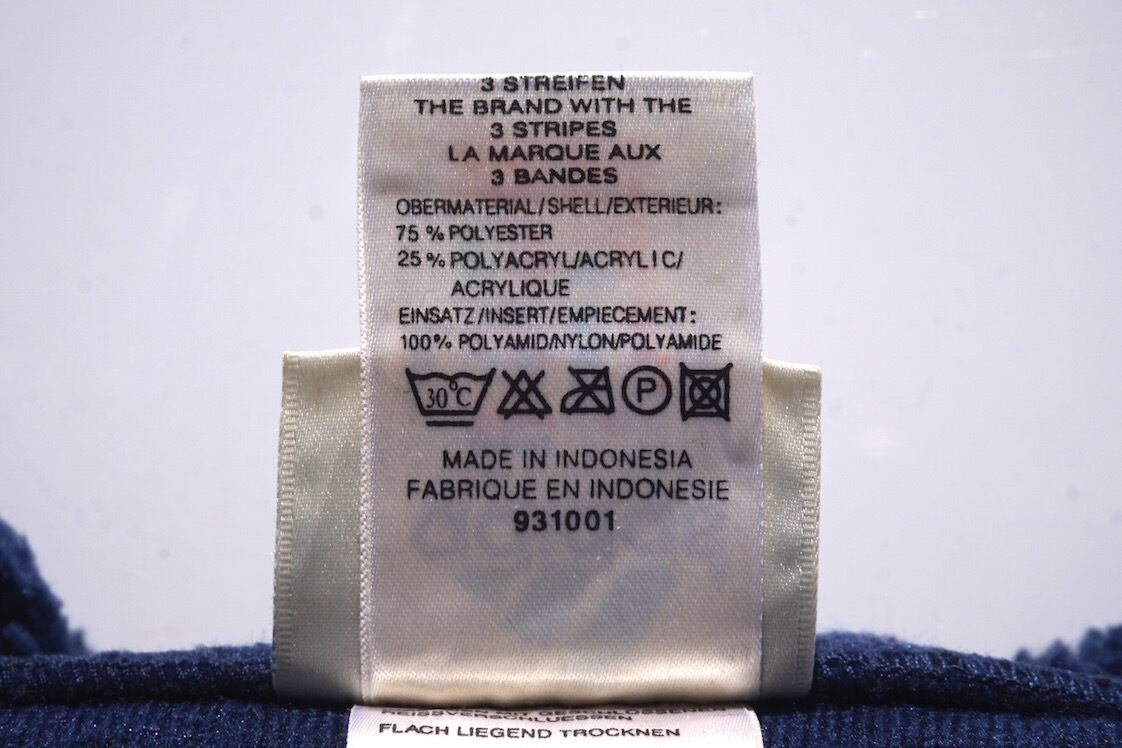 3 STREIFEN
THE BRAND WITH THE
3 STRIPES
LA MARQUE AUX
3 BANDES
OBERMATERIAL/SHELL/EXTERIEUR:
75 % POLYESTER
25 % POLYACRYL/ACRYLIC/
ACRYLIQUE
EINSATZ/INSERT/EMPIECEMENT:
100% POLYAMID/NYLON/POLYAMIDE
30°C P
MADE IN INDONESIA
FABRIQUE EN INDONESIE
931001
VERSCHLUESSEN
FLACH LIEGEND TROCKNEN